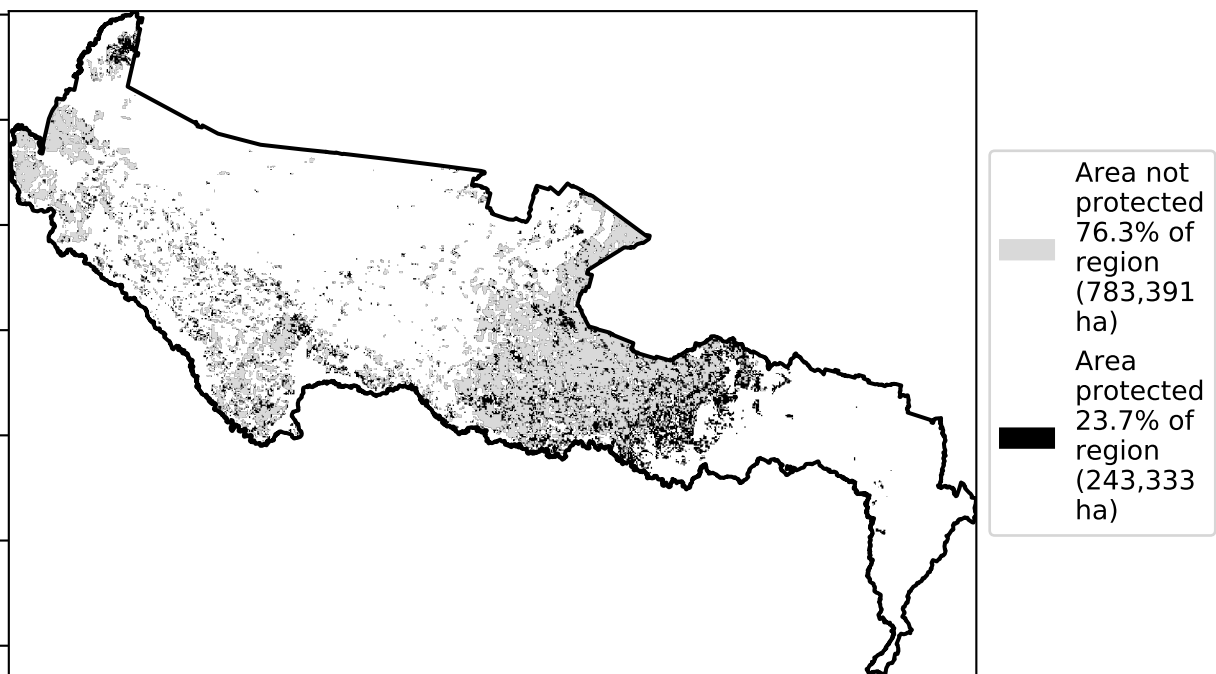 Area not
protected
76.3% of
region
(783,391
ha)
Area
protected
23.7% of
region
(243,333
ha)